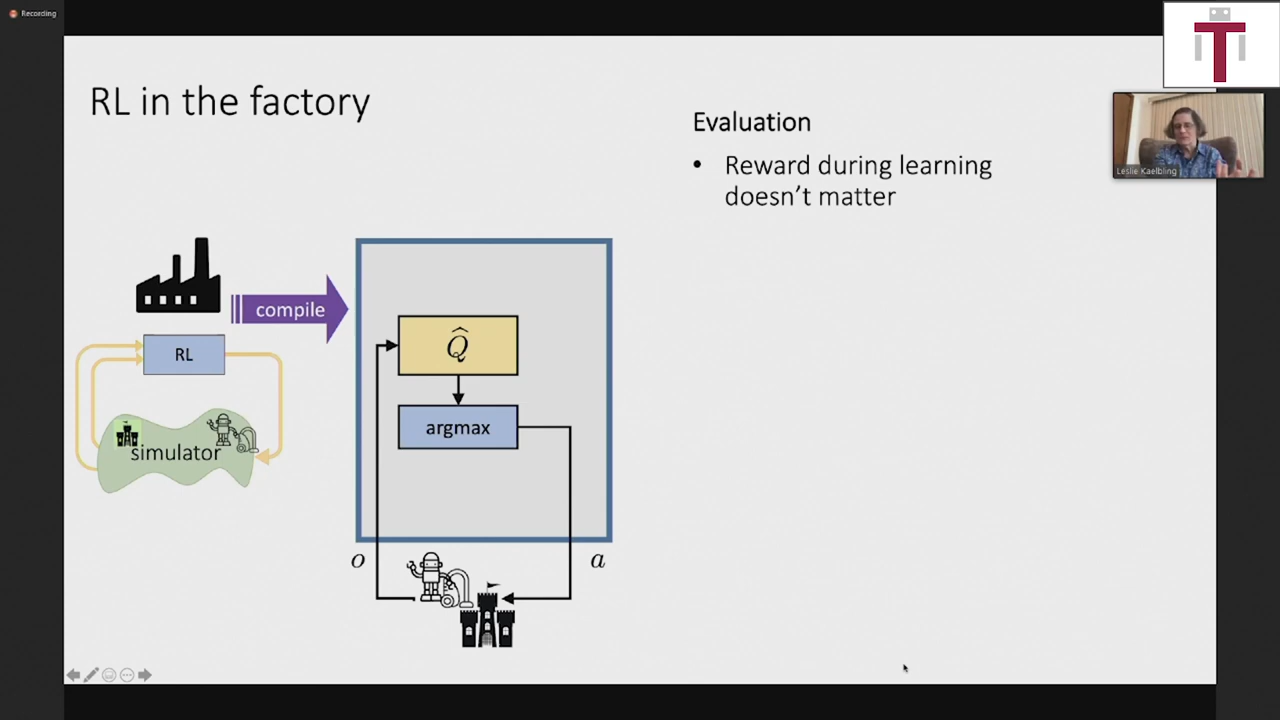 Recording
RL in the factory
Evaluation
• Reward during learning
doesn't matter
T
Leslie Kaelbling
compile
RL
simulator
Q̂
argmax
o
a